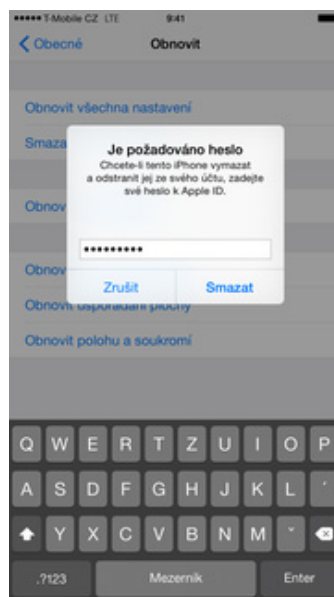 T-Mobile CZ LTE 9:41
Obecné Obnovit
Obnovit všechna nastavení
Smaza
Je požadováno heslo
Chcete-li tento iPhone vymazat
a odstranit jej ze svého účtu, zadejte
své heslo k Apple ID.
Obnov
•••••••••
Obnov
Zrušit Smazat
Obnovit uspořádání plochy
Obnovit polohu a soukromí
Q W E R T Z U I O P
A S D F G H J K L ´
Y X C V B N M ˇ
.?123 Mezerník Enter